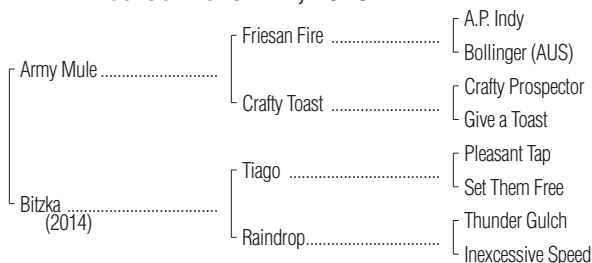 A.P. Indy
Friesan Fire ..............................
Bollinger (AUS)
Army Mule ................................
Crafty Prospector
Crafty Toast ..............................
Give a Toast
Pleasant Tap
Tiago ..........................................
Set Them Free
Bitzka .........................................
(2014)
Thunder Gulch
Raindrop.....................................
Inexcessive Speed